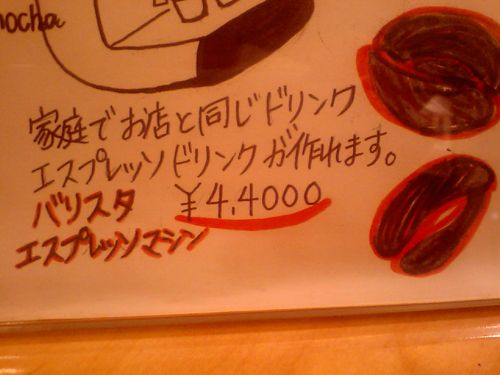 mocha
家庭でお店と同じドリンク
エスプレッソドリンクが作れます。
バリスタ ¥4.4000
エスプレッソマシン